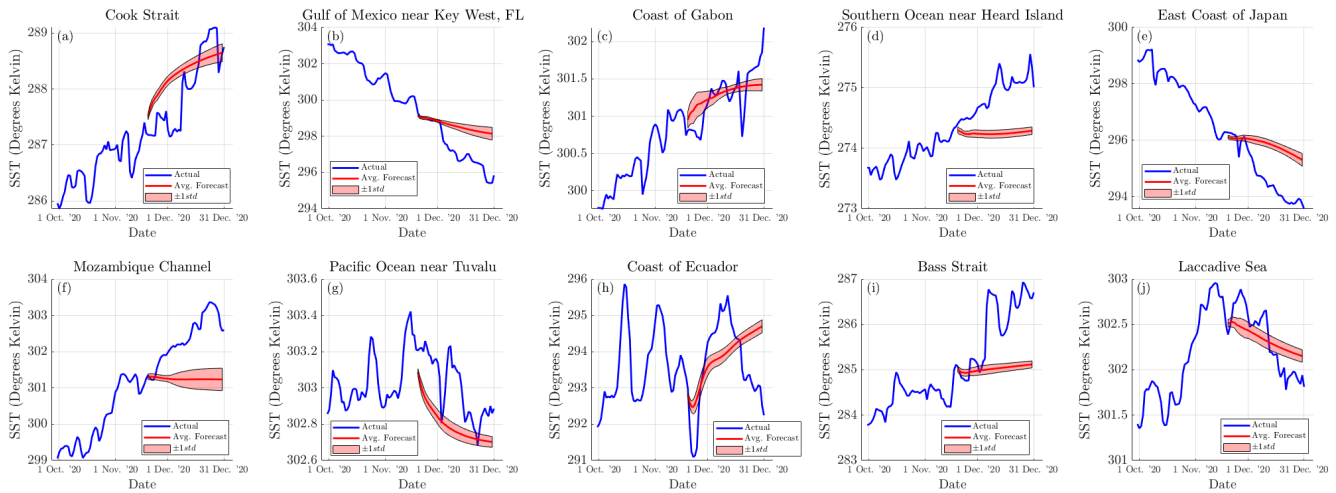 Cook Strait
(a)
289
288
287
286
SST (Degrees Kelvin)
Actual
Avg. Forecast
±1std
1 Oct. '20 1 Nov. '20 1 Dec. '20 31 Dec. '20
Date
Gulf of Mexico near Key West, FL
(b)
304
302
300
298
296
294
SST (Degrees Kelvin)
Actual
Avg. Forecast
±1std
1 Oct. '20 1 Nov. '20 1 Dec. '20 31 Dec. '20
Date
Coast of Gabon
(c)
302
301.5
301
300.5
300
SST (Degrees Kelvin)
Actual
Avg. Forecast
±1std
1 Oct. '20 1 Nov. '20 1 Dec. '20 31 Dec. '20
Date
Southern Ocean near Heard Island
(d)
276
275
274
273
SST (Degrees Kelvin)
Actual
Avg. Forecast
±1std
1 Oct. '20 1 Nov. '20 1 Dec. '20 31 Dec. '20
Date
East Coast of Japan
(e)
300
298
296
294
SST (Degrees Kelvin)
Actual
Avg. Forecast
±1std
1 Oct. '20 1 Nov. '20 1 Dec. '20 31 Dec. '20
Date
Mozambique Channel
(f)
304
303
302
301
300
299
SST (Degrees Kelvin)
Actual
Avg. Forecast
±1std
1 Oct. '20 1 Nov. '20 1 Dec. '20 31 Dec. '20
Date
Pacific Ocean near Tuvalu
(g)
303.6
303.4
303.2
303
302.8
302.6
SST (Degrees Kelvin)
Actual
Avg. Forecast
±1std
1 Oct. '20 1 Nov. '20 1 Dec. '20 31 Dec. '20
Date
Coast of Ecuador
(h)
296
295
294
293
292
291
SST (Degrees Kelvin)
Actual
Avg. Forecast
±1std
1 Oct. '20 1 Nov. '20 1 Dec. '20 31 Dec. '20
Date
Bass Strait
(i)
287
286
285
284
283
SST (Degrees Kelvin)
Actual
Avg. Forecast
±1std
1 Oct. '20 1 Nov. '20 1 Dec. '20 31 Dec. '20
Date
Laccadive Sea
(j)
303
302.5
302
301.5
301
SST (Degrees Kelvin)
Actual
Avg. Forecast
±1std
1 Oct. '20 1 Nov. '20 1 Dec. '20 31 Dec. '20
Date